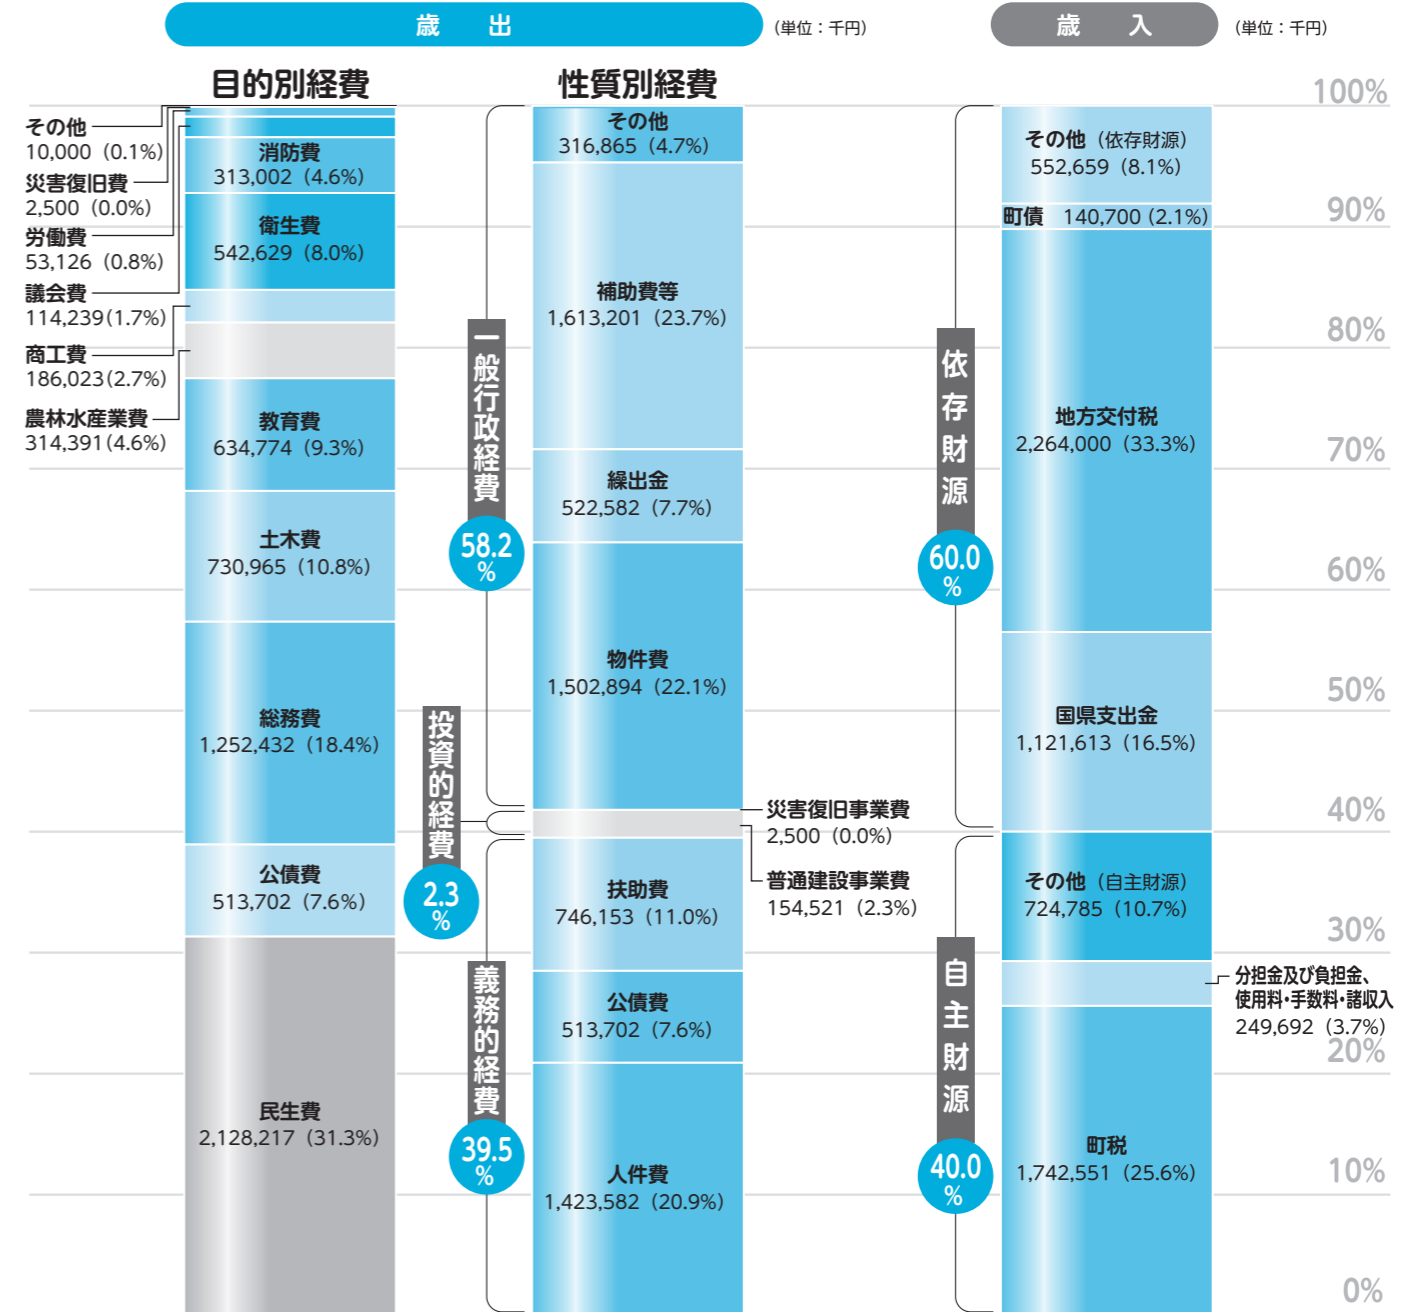 歳出
（単位：千円）
歳入
（単位：千円）
目的別経費
その他
10,000（0.1%）
災害復旧費
2,500（0.0%）
労働費
53,126（0.8%）
議会費
114,239（1.7%）
商工費
186,023（2.7%）
農林水産業費
314,391（4.6%）
消防費
313,002（4.6%）
衛生費
542,629（8.0%）
教育費
634,774（9.3%）
土木費
730,965（10.8%）
総務費
1,252,432（18.4%）
公債費
513,702（7.6%）
民生費
2,128,217（31.3%）
性質別経費
一般行政経費
58.2
%
投資的経費
2.3
%
義務的経費
39.5
%
その他
316,865（4.7%）
補助費等
1,613,201（23.7%）
繰出金
522,582（7.7%）
物件費
1,502,894（22.1%）
災害復旧事業費
2,500（0.0%）
普通建設事業費
154,521（2.3%）
扶助費
746,153（11.0%）
公債費
513,702（7.6%）
人件費
1,423,582（20.9%）
依存財源
60.0
%
自主財源
40.0
%
その他（依存財源）
552,659（8.1%）
町債 140,700（2.1%）
地方交付税
2,264,000（33.3%）
国県支出金
1,121,613（16.5%）
その他（自主財源）
724,785（10.7%）
分担金及び負担金、
使用料・手数料・諸収入
249,692（3.7%）
町税
1,742,551（25.6%）
100%
90%
80%
70%
60%
50%
40%
30%
20%
10%
0%